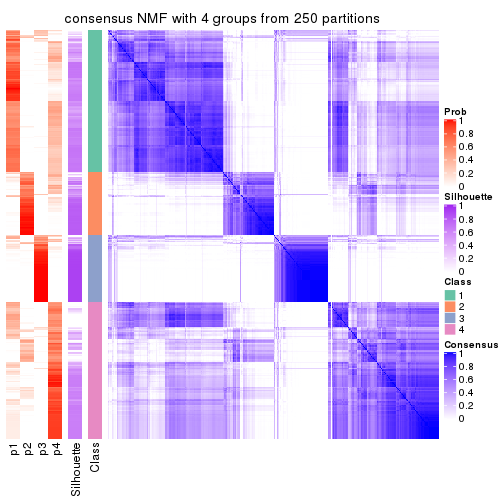 consensus NMF with 4 groups from 250 partitions
Prob
1
0.8
0.6
0.4
0.2
0
Silhouette
1
0.8
0.6
0.4
0.2
0
Class
1
2
3
4
Consensus
1
0.8
0.6
0.4
0.2
0
p1
p2
p3
p4
Silhouette
Class